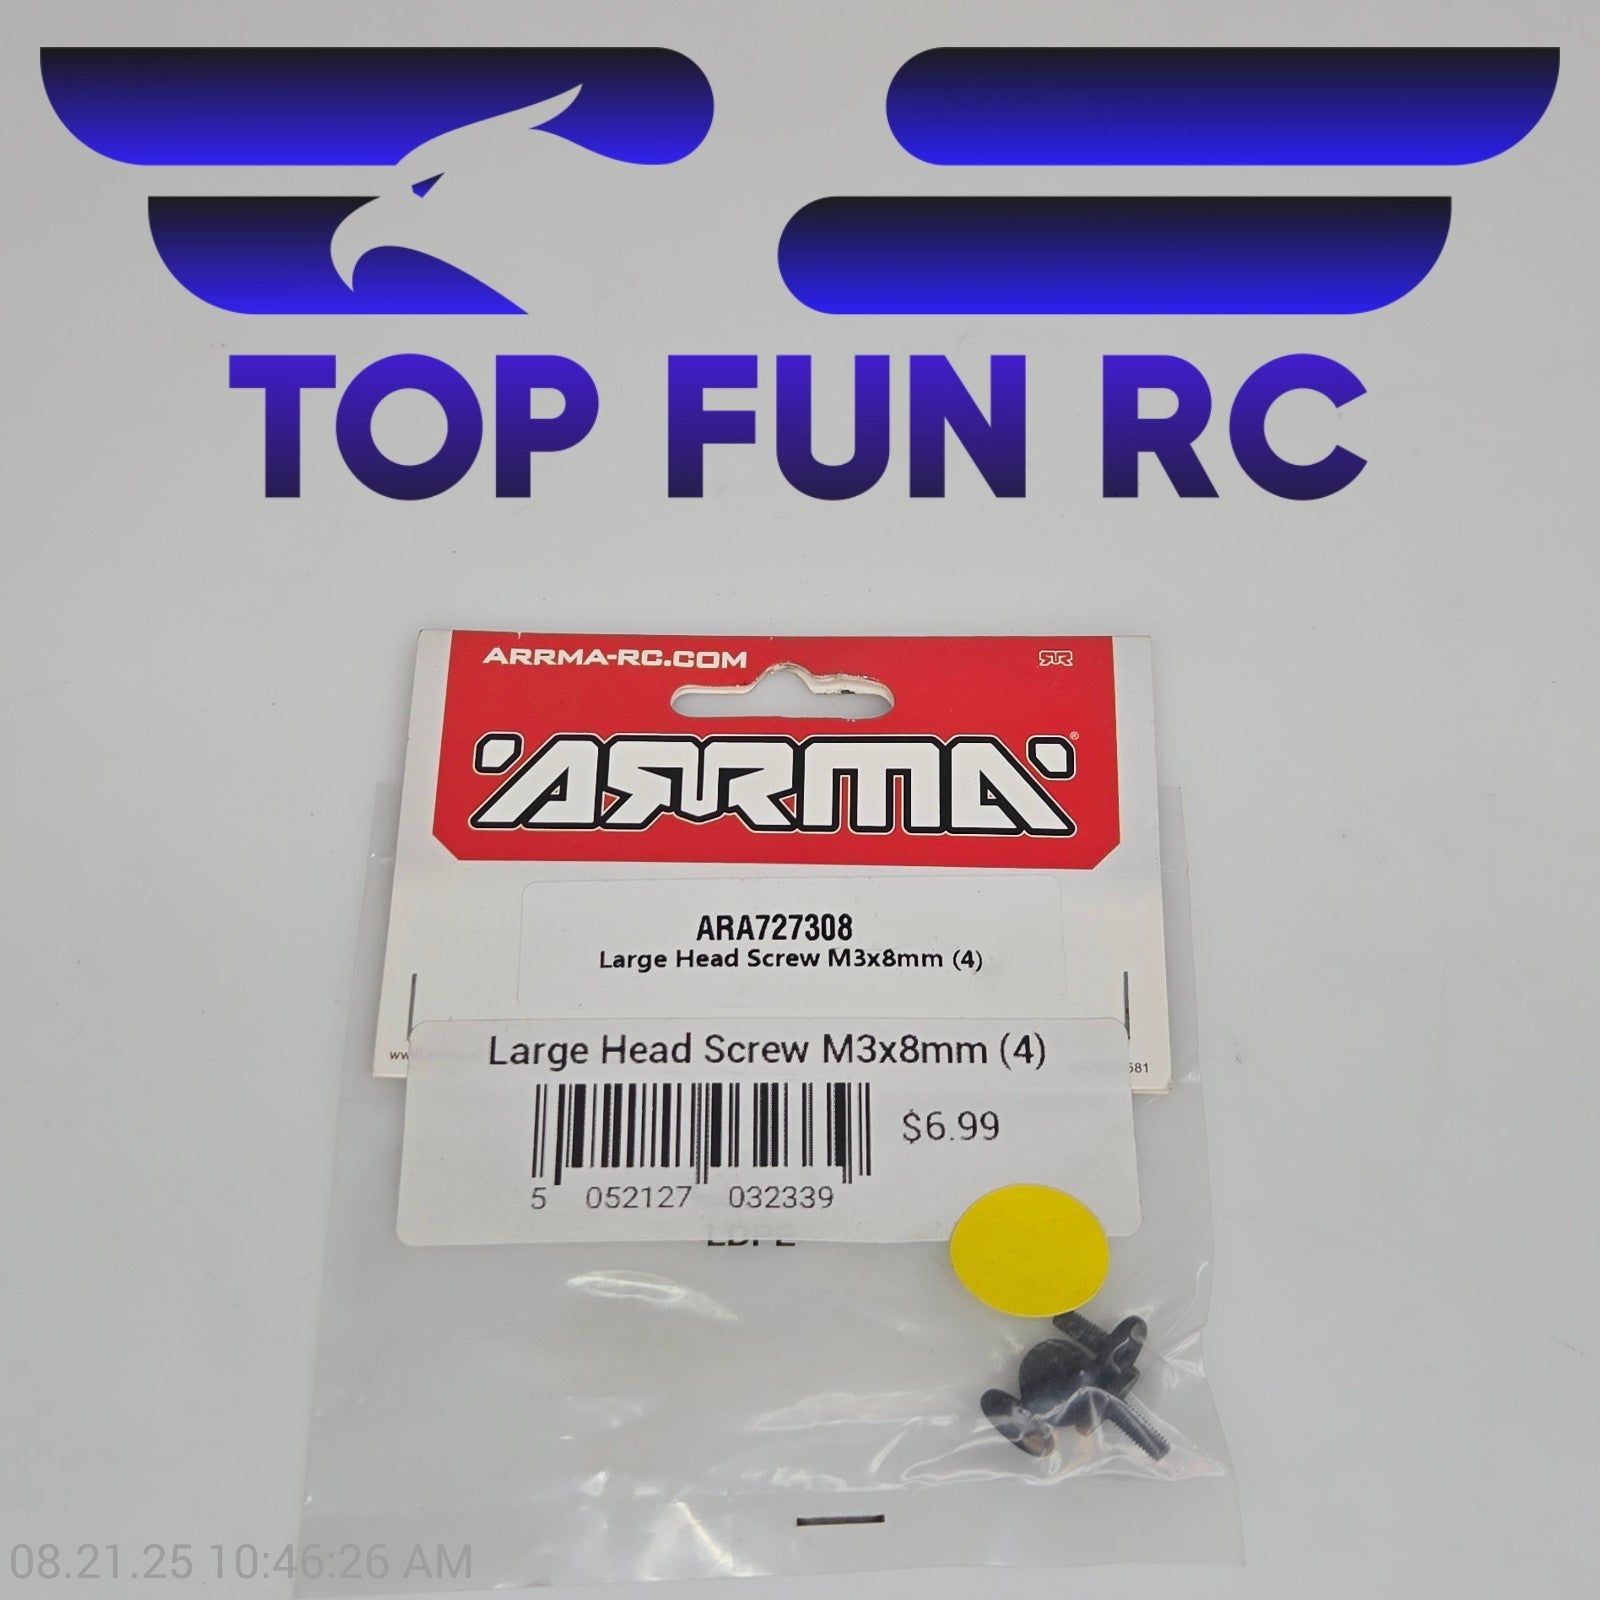 TOP FUN RC
ARRMA-RC.COM
ARRMA®
ARA727308
Large Head Screw M3x8mm (4)
Large Head Screw M3x8mm (4)
$6.99
5 052127 032339
LDPE
08.21.25 10:46:26 AM